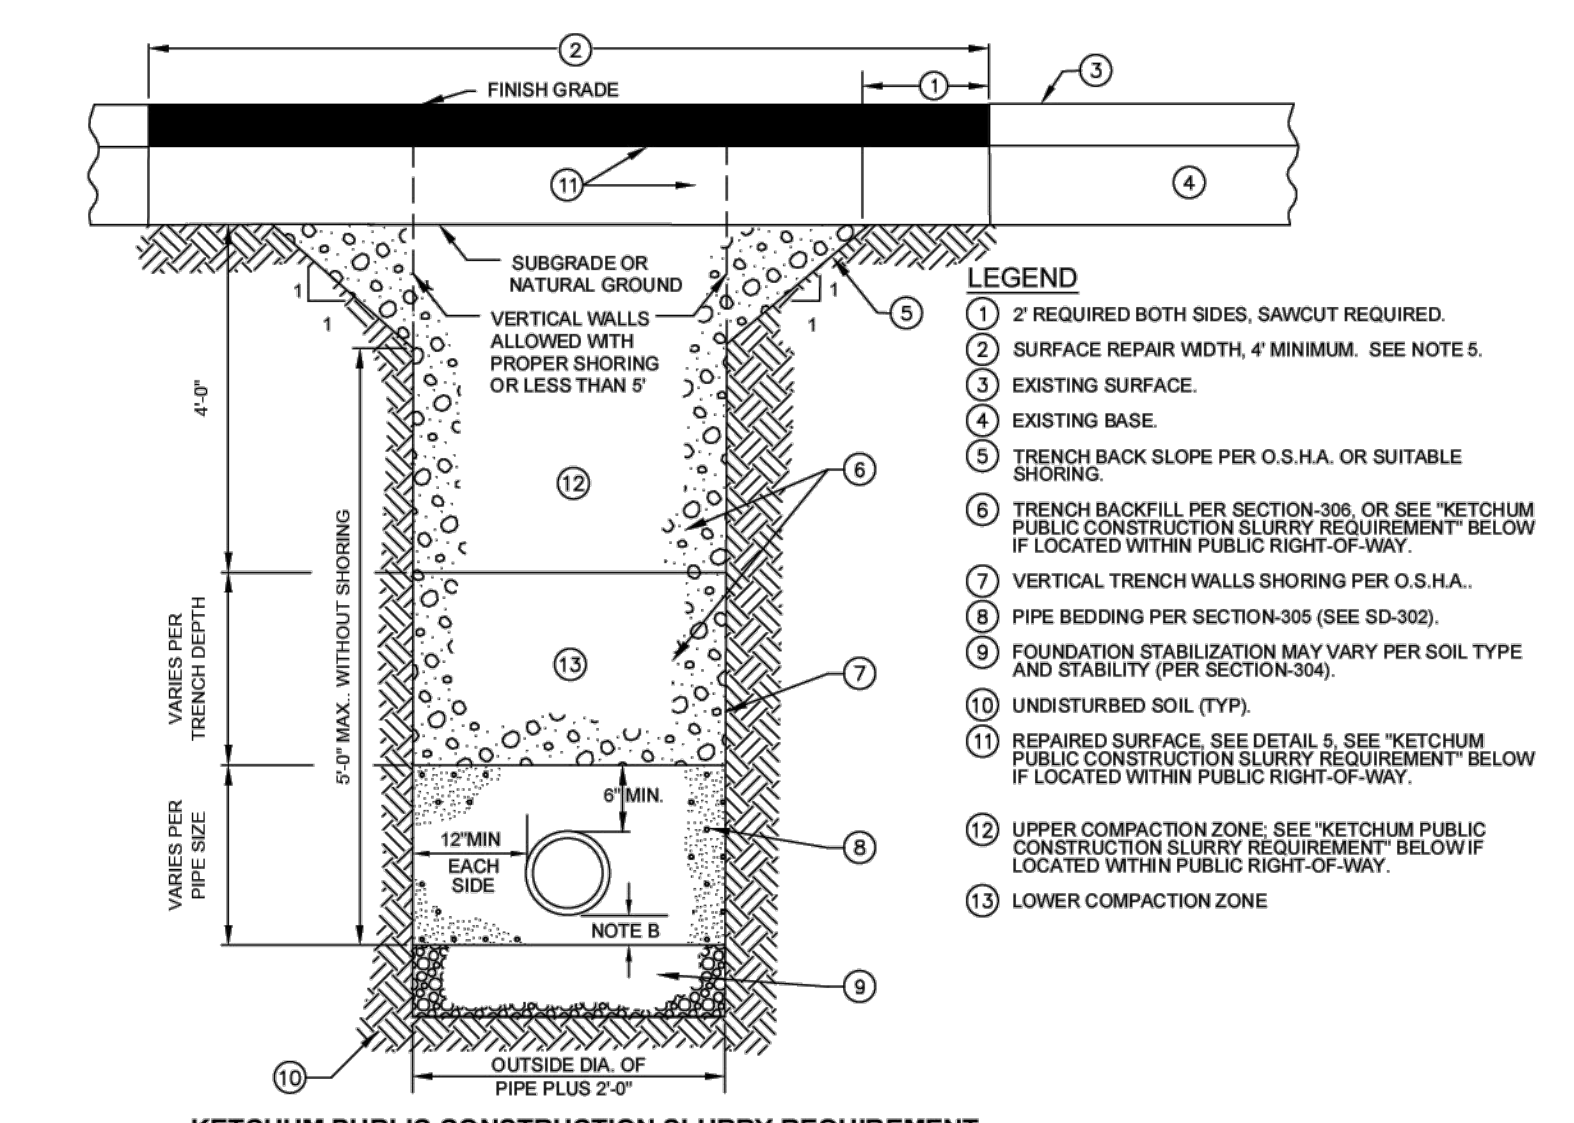 2
FINISH GRADE
1
3
11
4
SUBGRADE OR
NATURAL GROUND
1
1
1
1
5
VERTICAL WALLS
ALLOWED WITH
PROPER SHORING
OR LESS THAN 5'
4'-0"
12
6
5'-0" MAX. WITHOUT SHORING
VARIES PER
TRENCH DEPTH
13
7
6" MIN.
12"MIN
EACH
SIDE
8
VARIES PER
PIPE SIZE
NOTE B
9
10
OUTSIDE DIA. OF
PIPE PLUS 2'-0"
LEGEND
1 2' REQUIRED BOTH SIDES, SAWCUT REQUIRED.
2 SURFACE REPAIR WIDTH, 4' MINIMUM. SEE NOTE 5.
3 EXISTING SURFACE.
4 EXISTING BASE.
5 TRENCH BACK SLOPE PER O.S.H.A. OR SUITABLE
SHORING.
6 TRENCH BACKFILL PER SECTION-306, OR SEE "KETCHUM
PUBLIC CONSTRUCTION SLURRY REQUIREMENT" BELOW
IF LOCATED WITHIN PUBLIC RIGHT-OF-WAY.
7 VERTICAL TRENCH WALLS SHORING PER O.S.H.A..
8 PIPE BEDDING PER SECTION-305 (SEE SD-302).
9 FOUNDATION STABILIZATION MAY VARY PER SOIL TYPE
AND STABILITY (PER SECTION-304).
10 UNDISTURBED SOIL (TYP).
11 REPAIRED SURFACE, SEE DETAIL 5, SEE "KETCHUM
PUBLIC CONSTRUCTION SLURRY REQUIREMENT" BELOW
IF LOCATED WITHIN PUBLIC RIGHT-OF-WAY.
12 UPPER COMPACTION ZONE; SEE "KETCHUM PUBLIC
CONSTRUCTION SLURRY REQUIREMENT" BELOW IF
LOCATED WITHIN PUBLIC RIGHT-OF-WAY.
13 LOWER COMPACTION ZONE
KETCHUM PUBLIC CONSTRUCTION SLURRY REQUIREMENT